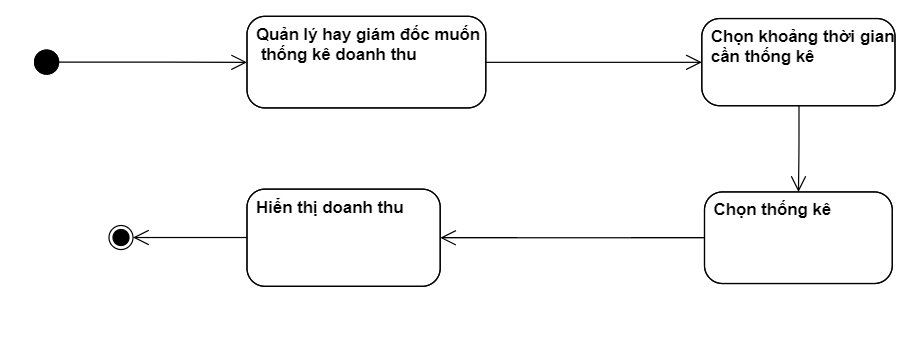 Quản lý hay giám đốc muốn
thống kê doanh thu
Chọn khoảng thời gian
cần thống kê
Chọn thống kê
Hiển thị doanh thu